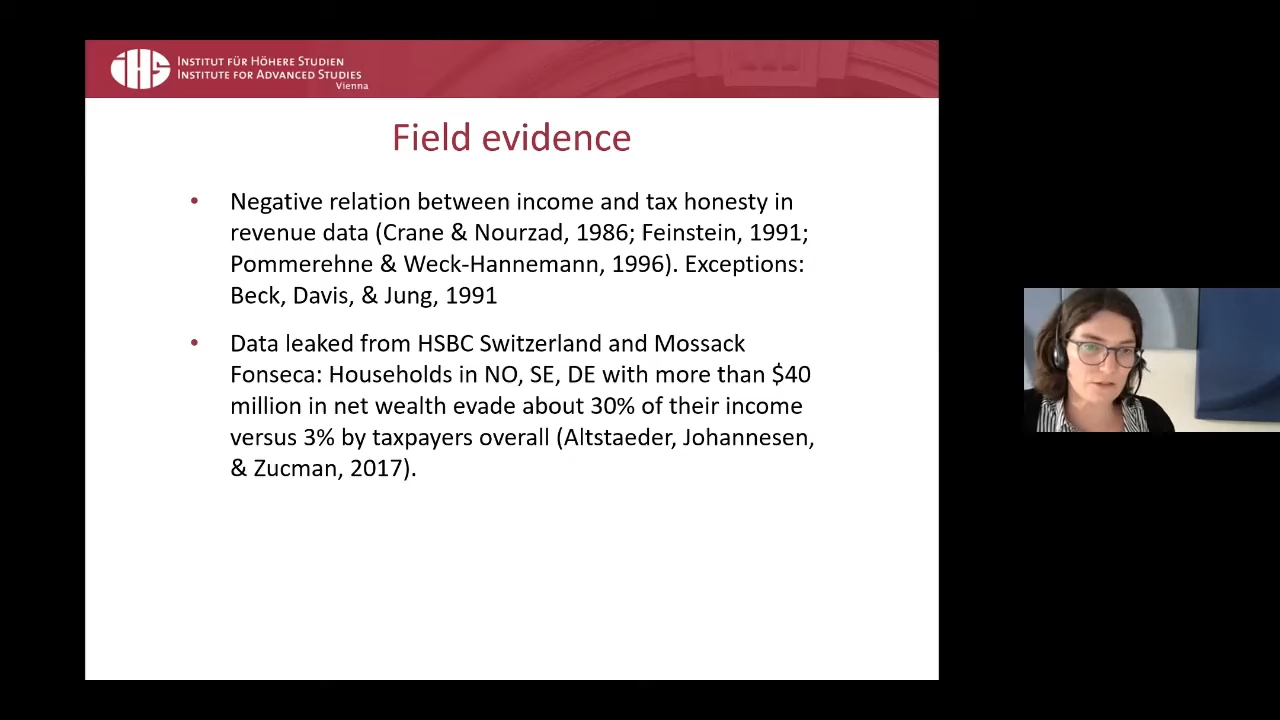 iHS
INSTITUT FÜR HÖHERE STUDIEN
INSTITUTE FOR ADVANCED STUDIES
Vienna
Field evidence
• Negative relation between income and tax honesty in
revenue data (Crane & Nourzad, 1986; Feinstein, 1991;
Pommerehne & Weck-Hannemann, 1996). Exceptions:
Beck, Davis, & Jung, 1991
• Data leaked from HSBC Switzerland and Mossack
Fonseca: Households in NO, SE, DE with more than $40
million in net wealth evade about 30% of their income
versus 3% by taxpayers overall (Altstaeder, Johannesen,
& Zucman, 2017).